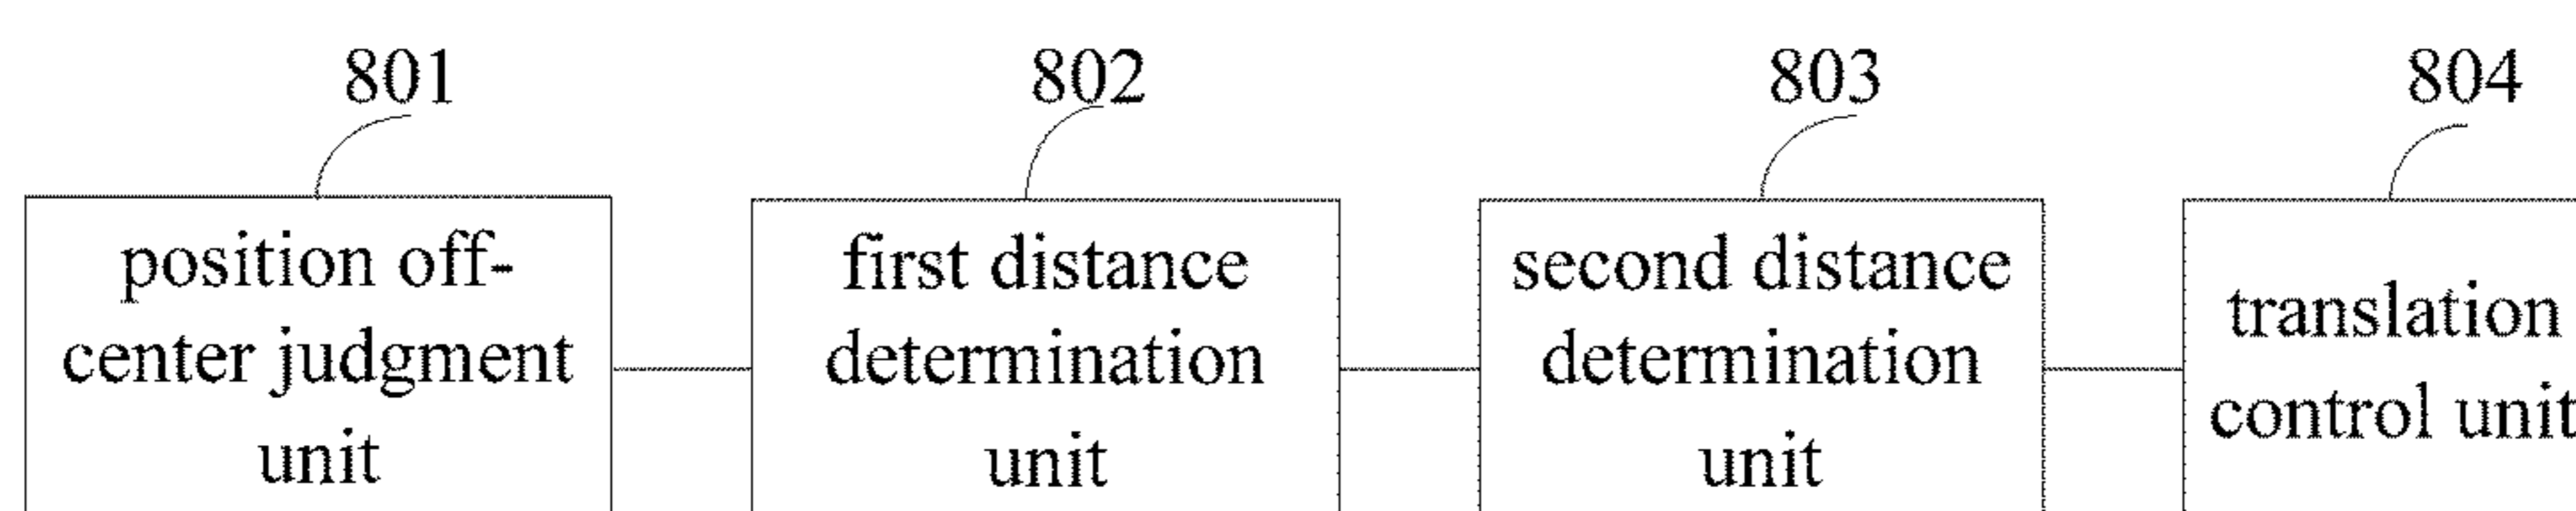 801
802
803
804
position off-
center judgment
unit
first distance
determination
unit
second distance
determination
unit
translation
control unit